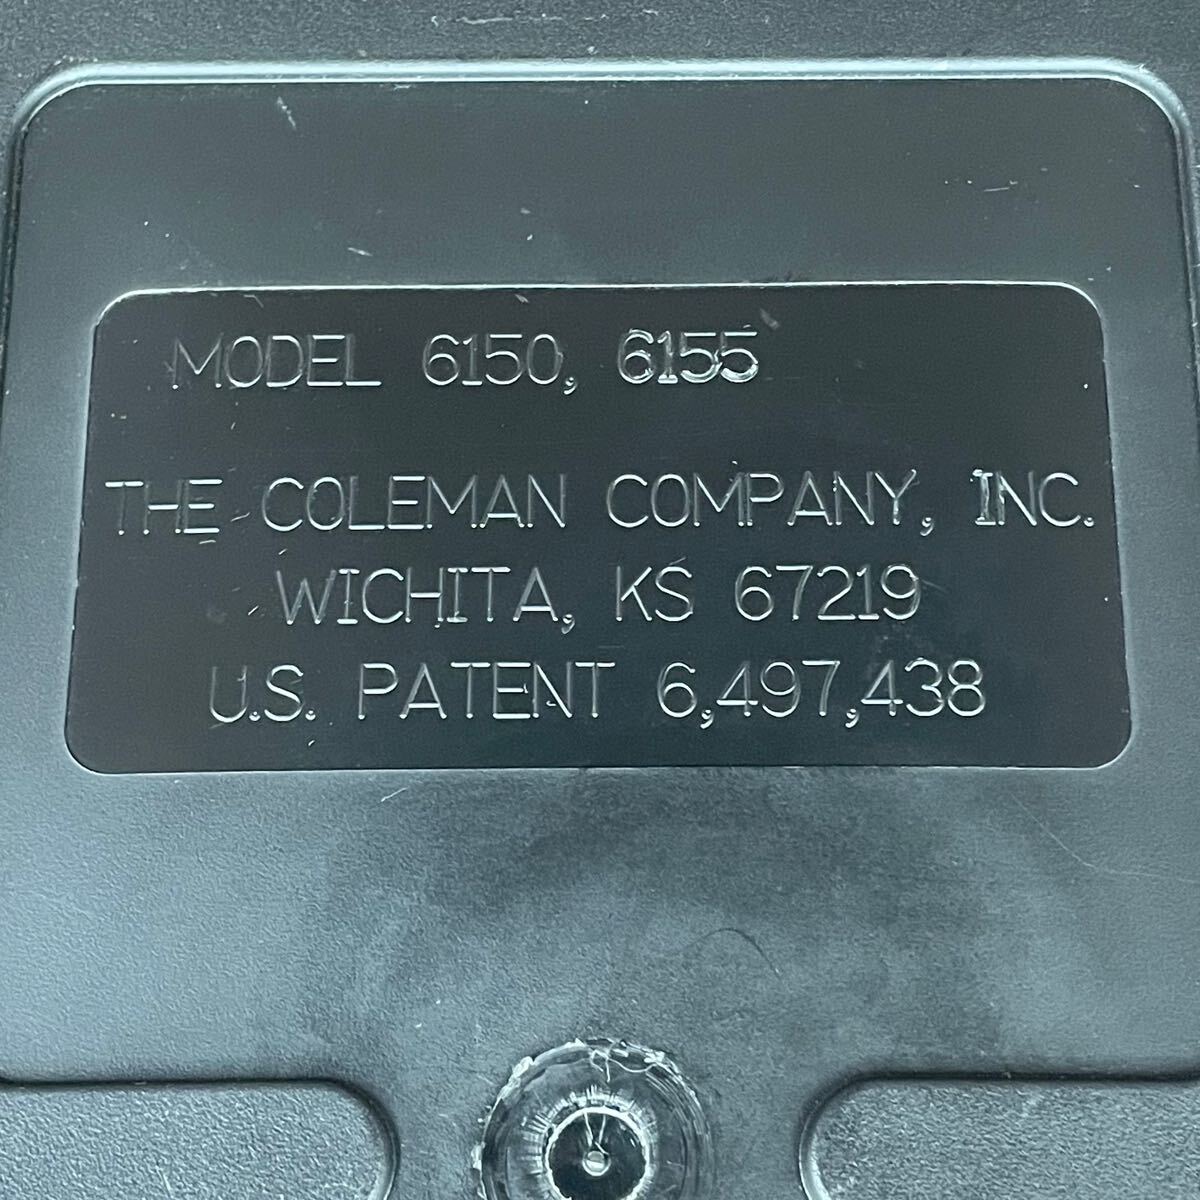 MODEL 6150, 6155
THE COLEMAN COMPANY, INC.
WICHITA, KS 67219
U.S. PATENT 6,497,438